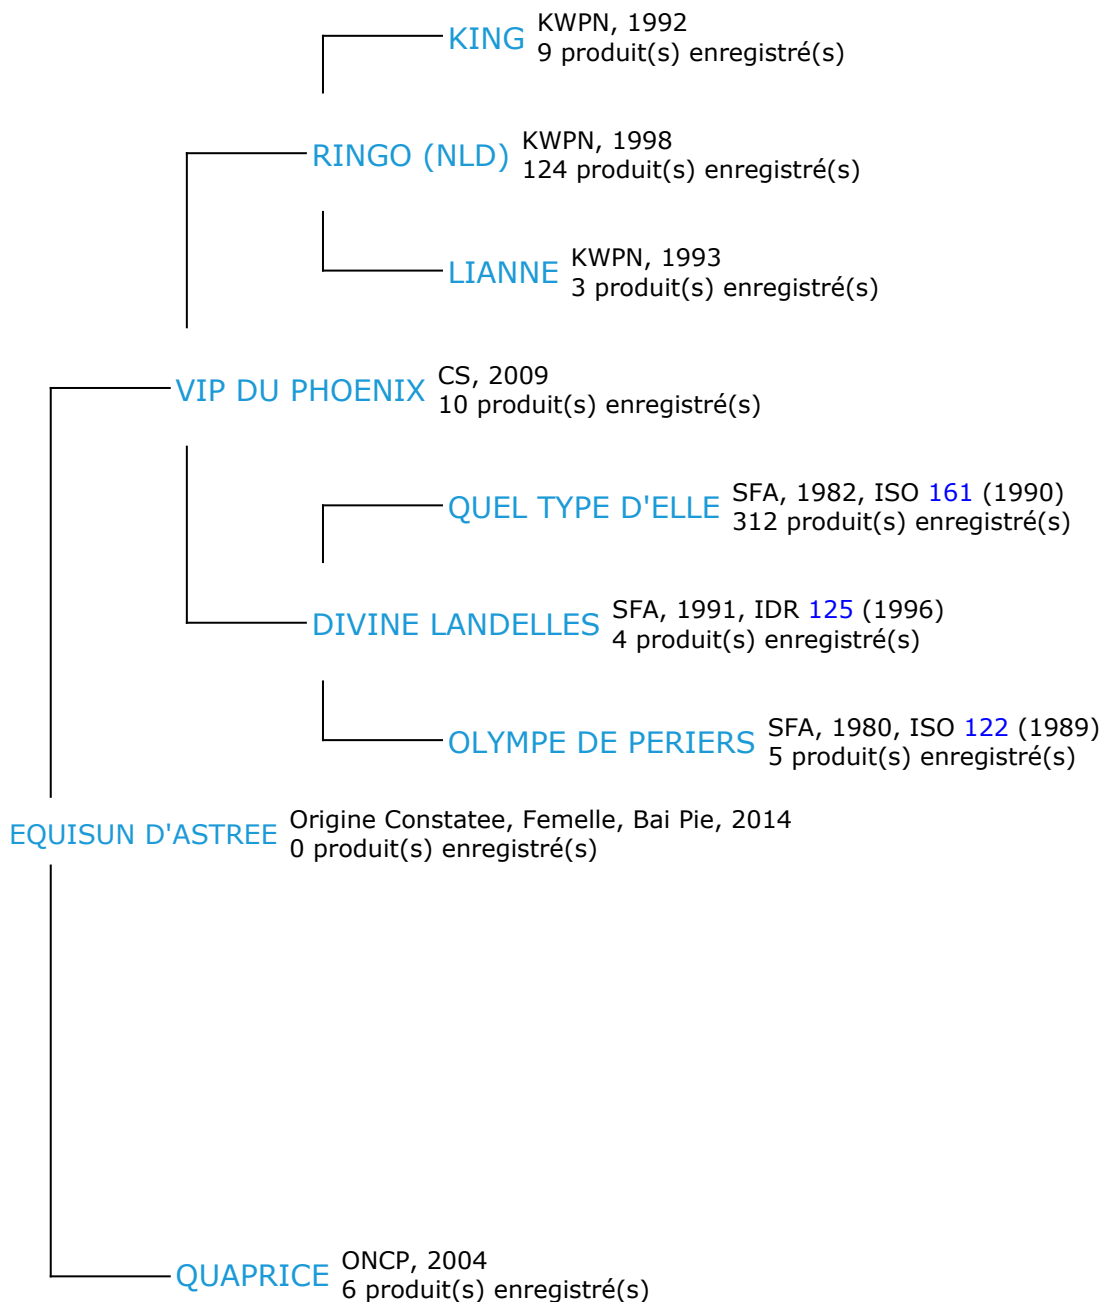 KING
KWPN, 1992
9 produit(s) enregistré(s)
RINGO (NLD)
KWPN, 1998
124 produit(s) enregistré(s)
LIANNE
KWPN, 1993
3 produit(s) enregistré(s)
VIP DU PHOENIX
CS, 2009
10 produit(s) enregistré(s)
QUEL TYPE D'ELLE
SFA, 1982, ISO 161 (1990)
312 produit(s) enregistré(s)
DIVINE LANDELLES
SFA, 1991, IDR 125 (1996)
4 produit(s) enregistré(s)
OLYMPE DE PERIERS
SFA, 1980, ISO 122 (1989)
5 produit(s) enregistré(s)
EQUISUN D'ASTREE
Origine Constatee, Femelle, Bai Pie, 2014
0 produit(s) enregistré(s)
QUAPRICE
ONCP, 2004
6 produit(s) enregistré(s)